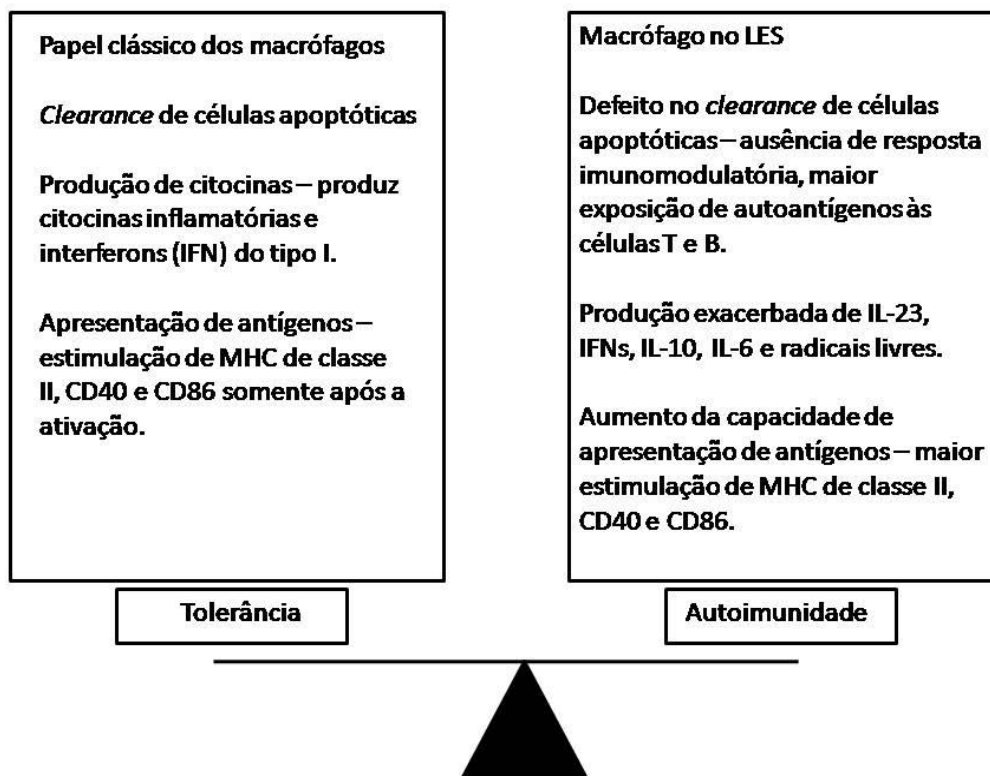 Papel clássico dos macrófagos
Clearance de células apoptóticas
Produção de citocinas – produz
citocinas inflamatórias e
interferons (IFN) do tipo I.
Apresentação de antígenos –
estimulação de MHC de classe
II, CD40 e CD86 somente após a
ativação.
Tolerância
Macrófago no LES
Defeito no clearance de células
apoptóticas – ausência de resposta
imunomodulatória, maior
exposição de autoantígenos às
células T e B.
Produção exacerbada de IL-23,
IFNs, IL-10, IL-6 e radicais livres.
Aumento da capacidade de
apresentação de antígenos – maior
estimulação de MHC de classe II,
CD40 e CD86.
Autoimunidade